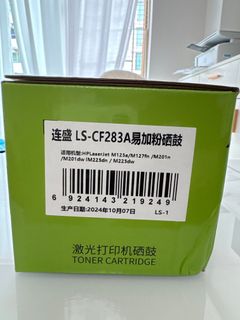 连盛 LS-CF283A易加粉硒鼓
适用机型:HPLaserJet M125a/M127fn /M201n
/M201dw /M225dn / M225dw
6 924143 219249
生产日期:2024年10月07日
LS-1
激光打印机硒鼓
TONER CARTRIDGE